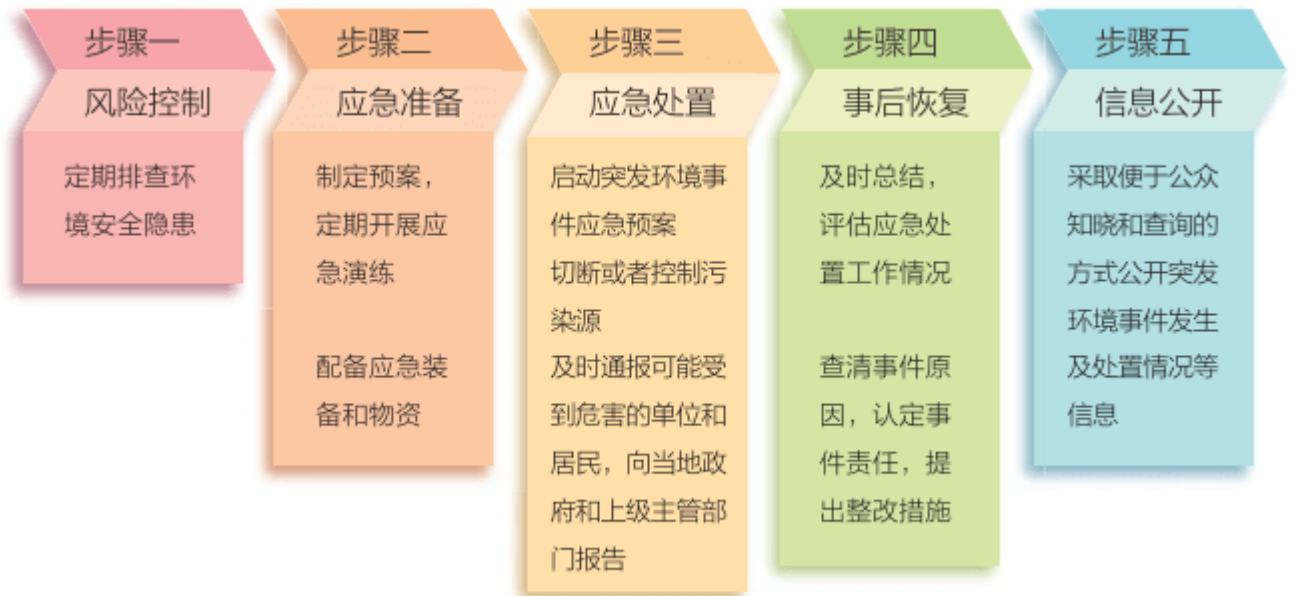 步骤一
风险控制
定期排查环
境安全隐患
步骤二
应急准备
制定预案，
定期开展应
急演练
配备应急装
备和物资
步骤三
应急处置
启动突发环境事
件应急预案
切断或者控制污
染源
及时通报可能受
到危害的单位和
居民，向当地政
府和上级主管部
门报告
步骤四
事后恢复
及时总结，
评估应急处
置工作情况
查清事件原
因，认定事
件责任，提
出整改措施
步骤五
信息公开
采取便于公众
知晓和查询的
方式公开突发
环境事件发生
及处置情况等
信息